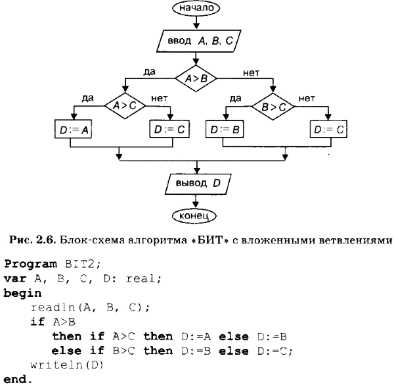 начало
ввод A, B, C
да A>B нет
да A>C нет да B>C нет
D:=A D:=C D:=B D:=C
вывод D
конец
Рис. 2.6. Блок-схема алгоритма «БИТ» с вложенными ветвлениями
Program BIT2;
var A, B, C, D: real;
begin
readln(A, B, C);
if A>B
then if A>C then D:=A else D:=B
else if B>C then D:=B else D:=C;
writeln(D)
end.